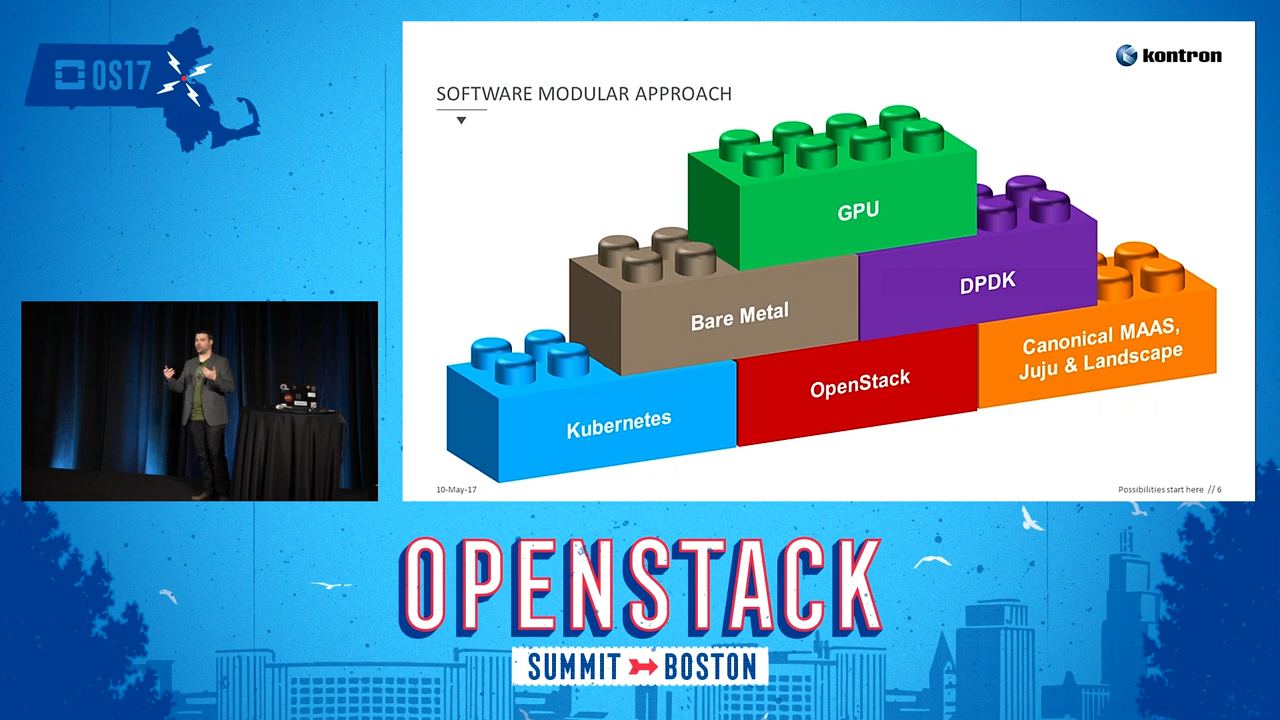 OS17
kontron
SOFTWARE MODULAR APPROACH
GPU
Bare Metal
DPDK
Kubernetes
OpenStack
Canonical MAAS,
Juju & Landscape
10-May-17
Possibilities start here // 6
OPENSTACK
SUMMIT BOSTON